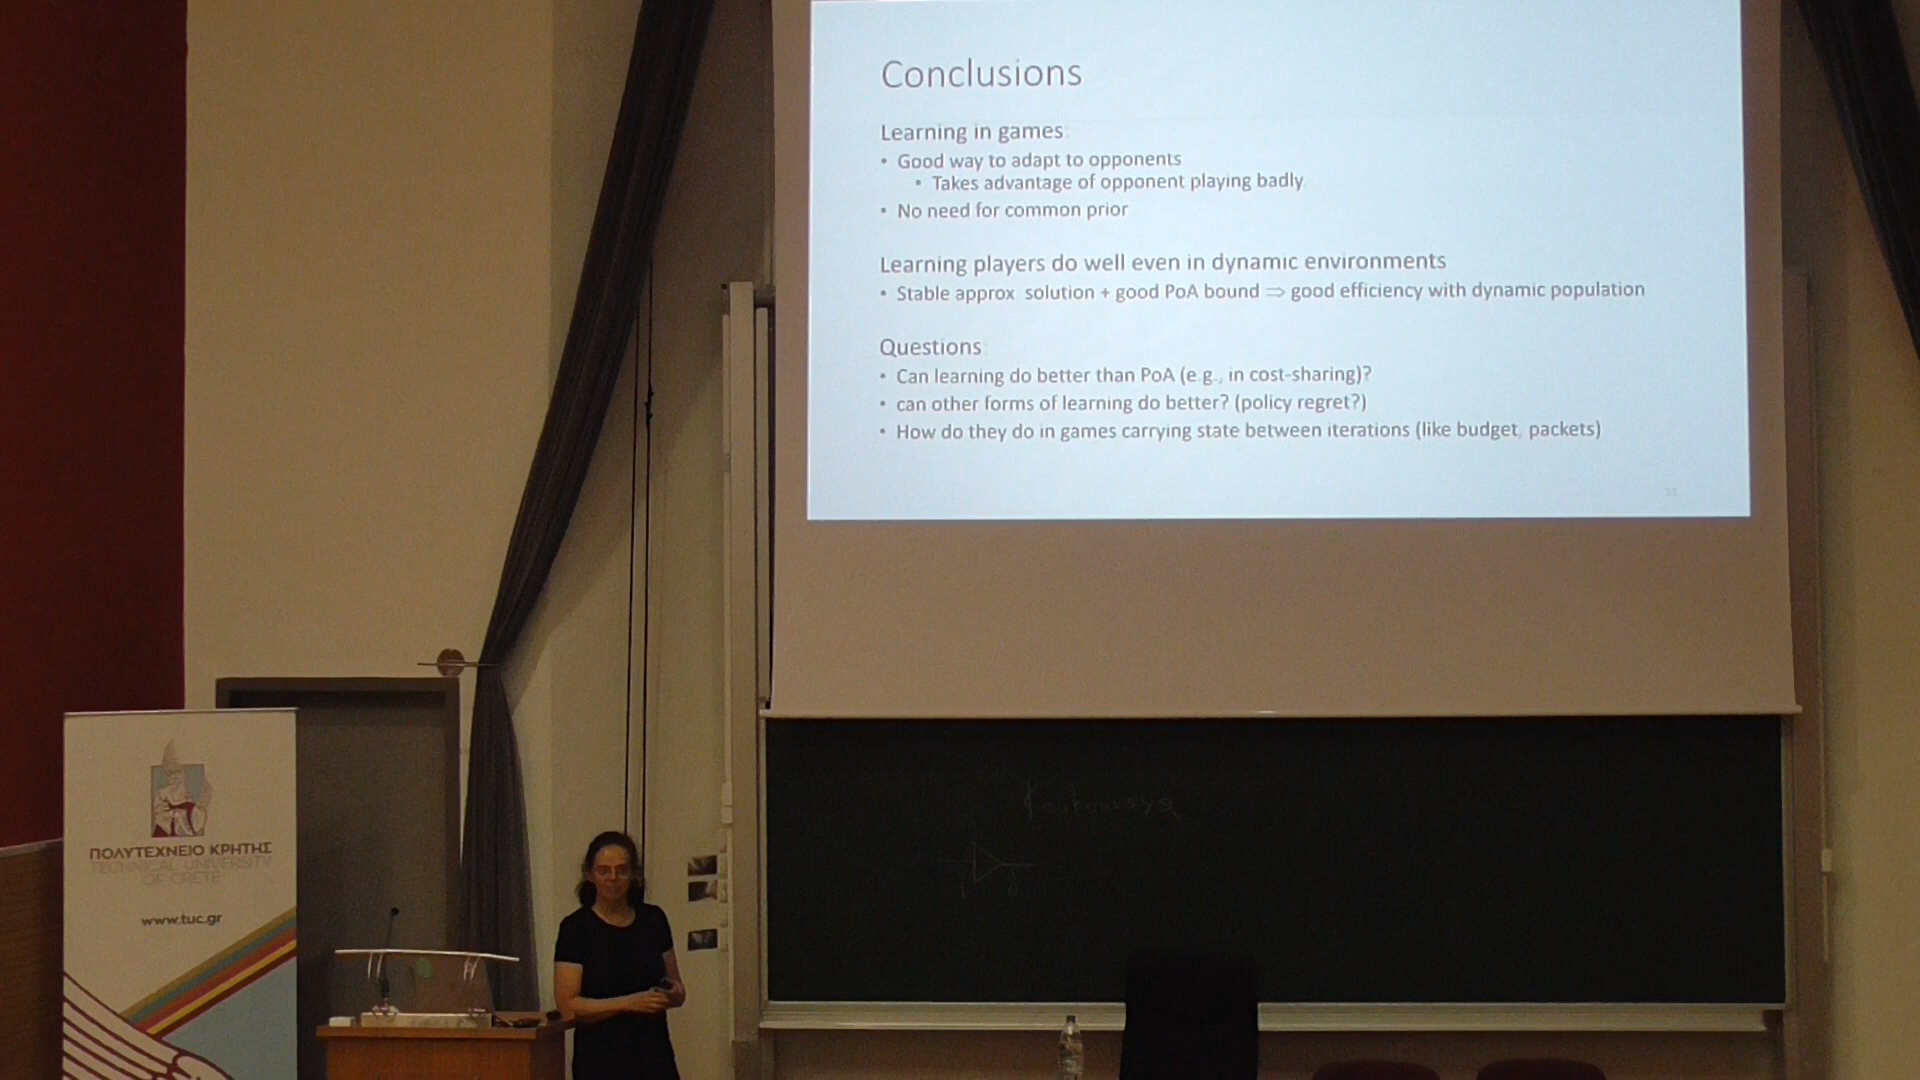 Conclusions
Learning in games:
• Good way to adapt to opponents
• Takes advantage of opponent playing badly
• No need for common prior
Learning players do well even in dynamic environments
• Stable approx solution + good PoA bound ⇒ good efficiency with dynamic population
Questions
• Can learning do better than PoA (e.g., in cost-sharing)?
• can other forms of learning do better? (policy regret?)
• How do they do in games carrying state between iterations (like budget, packets)
ΠΟΛΥΤΕΧΝΕΙΟ ΚΡΗΤΗΣ
TECHNICAL UNIVERSITY
OF CRETE
www.tuc.gr